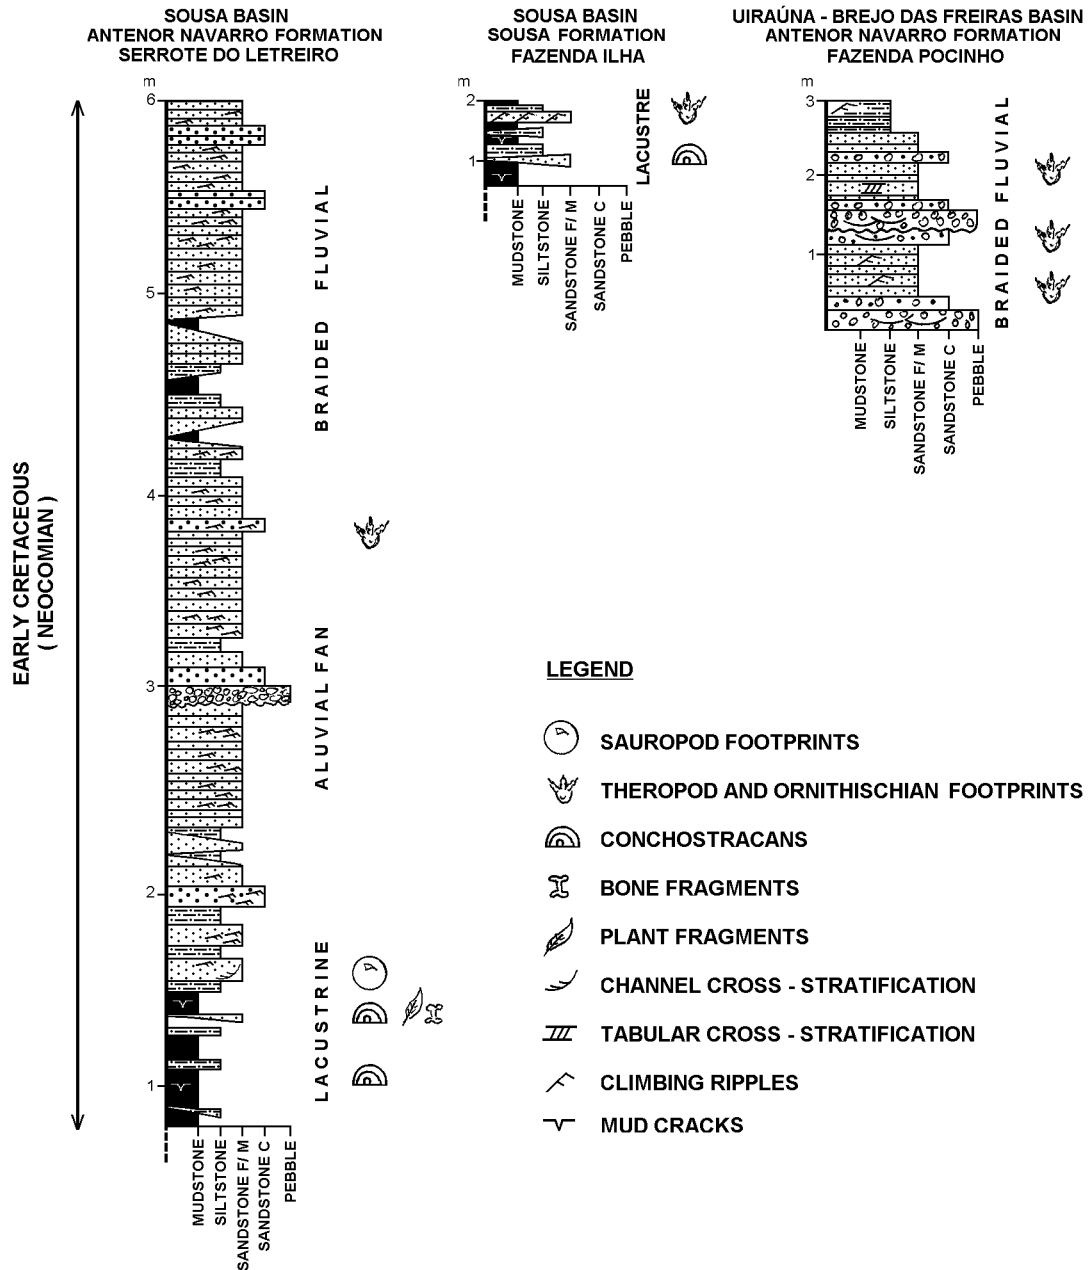 SOUSA BASIN
ANTENOR NAVARRO FORMATION
SERROTE DO LETREIRO
SOUSA BASIN
SOUSA FORMATION
FAZENDA ILHA
UIRAÚNA - BREJO DAS FREIRAS BASIN
ANTENOR NAVARRO FORMATION
FAZENDA POCINHO
m
6
5
4
3
2
1
EARLY CRETACEOUS
( NEOCOMIAN )
BRAIDED FLUVIAL
ALUVIAL FAN
LACUSTRINE
MUDSTONE
SILTSTONE
SANDSTONE F/ M
SANDSTONE C
PEBBLE
m
2
1
LACUSTRE
MUDSTONE
SILTSTONE
SANDSTONE F/ M
SANDSTONE C
PEBBLE
m
3
2
1
BRAIDED FLUVIAL
MUDSTONE
SILTSTONE
SANDSTONE F/ M
SANDSTONE C
PEBBLE
LEGEND
SAUROPOD FOOTPRINTS
THEROPOD AND ORNITHISCHIAN FOOTPRINTS
CONCHOSTRACANS
BONE FRAGMENTS
PLANT FRAGMENTS
CHANNEL CROSS - STRATIFICATION
TABULAR CROSS - STRATIFICATION
CLIMBING RIPPLES
MUD CRACKS